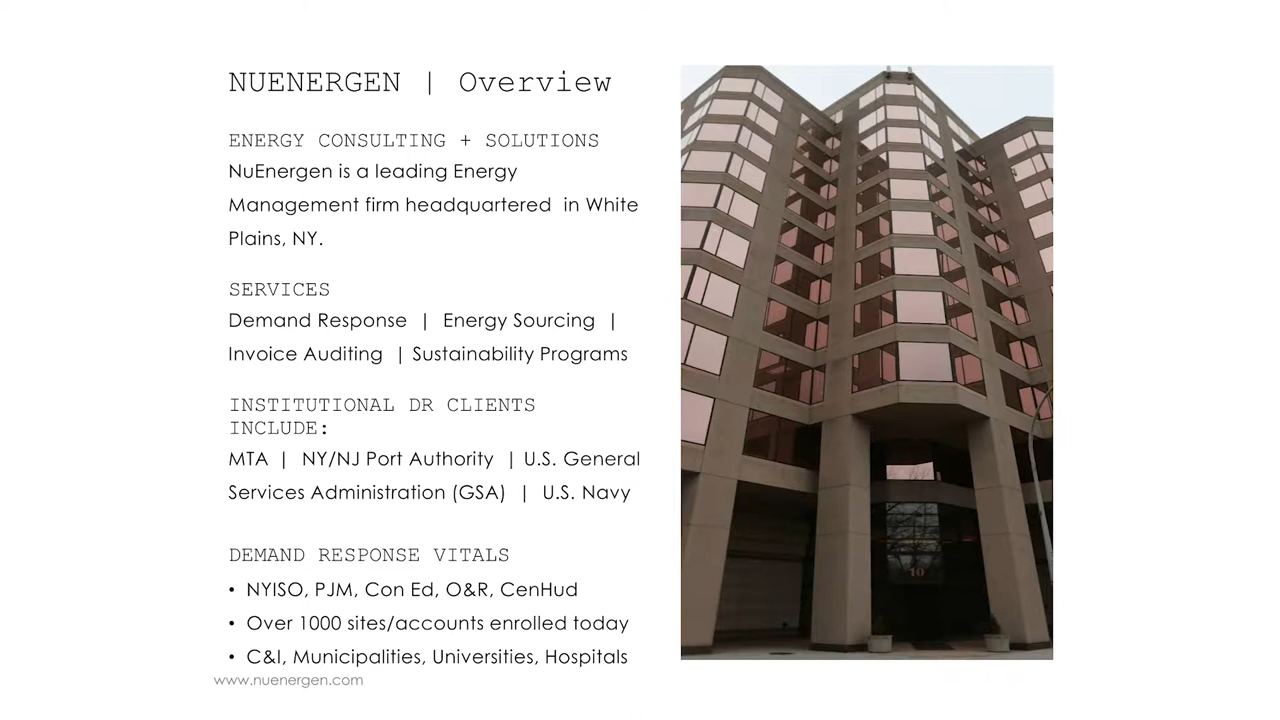 NUENERGEN | Overview
ENERGY CONSULTING + SOLUTIONS
NuEnergen is a leading Energy
Management firm headquartered in White
Plains, NY.
SERVICES
Demand Response | Energy Sourcing |
Invoice Auditing | Sustainability Programs
INSTITUTIONAL DR CLIENTS
INCLUDE:
MTA | NY/NJ Port Authority | U.S. General
Services Administration (GSA) | U.S. Navy
DEMAND RESPONSE VITALS
• NYISO, PJM, Con Ed, O&R, CenHud
• Over 1000 sites/accounts enrolled today
• C&I, Municipalities, Universities, Hospitals
www.nuenergen.com
10